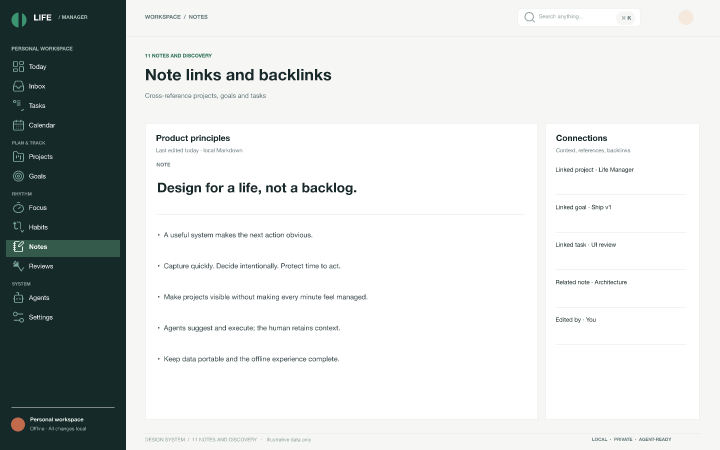 LIFE / MANAGER
PERSONAL WORKSPACE
Today
Inbox
Tasks
Calendar
PLAN & TRACK
Projects
Goals
RHYTHM
Focus
Habits
Notes
Reviews
SYSTEM
Agents
Settings
Personal workspace
Offline · All changes local
WORKSPACE / NOTES
Search anything...
⌘ K
11 NOTES AND DISCOVERY
Note links and backlinks
Cross-reference projects, goals and tasks
Product principles
Last edited today · local Markdown
NOTE
Design for a life, not a backlog.
• A useful system makes the next action obvious.
• Capture quickly. Decide intentionally. Protect time to act.
• Make projects visible without making every minute feel managed.
• Agents suggest and execute; the human retains context.
• Keep data portable and the offline experience complete.
Connections
Context, references, backlinks
Linked project · Life Manager
Linked goal · Ship v1
Linked task · UI review
Related note · Architecture
Edited by · You
DESIGN SYSTEM / 11 NOTES AND DISCOVERY · Illustrative data only
LOCAL • PRIVATE • AGENT-READY